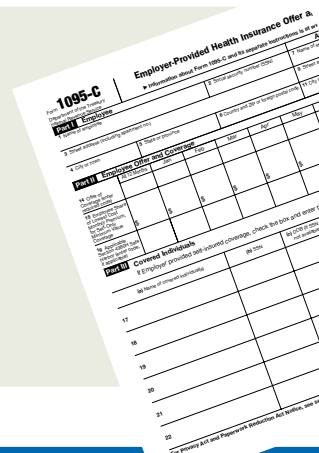 Form 1095-C
Department of the Treasury
Employer-Provided Health Insurance Offer a
▶ Information about Form 1095-C and its separate instructions is at
Part I Employee
1 Name of employee
2 Social security number (SSN)
7 Name of
3 Street address (including apartment no.)
9 Street
4 City or town
5 State or province
6 Country and ZIP or foreign postal code
11 City
Part II Employee Offer and Coverage
All 12 Months
Jan
Feb
Mar
Apr
May
14 Offer of
Coverage (enter
required code)
15 Employee Share
of Lowest Cost
Monthly Premium,
for Self-Only
Minimum Value
Coverage
$
$
$
$
$
16 Applicable
Section 4980H Safe
Harbor (enter code,
if applicable)
Part III Covered Individuals
If Employer provided self-insured coverage, check the box and enter
(a) Name of covered individual(s)
(b) SSN
(c) DOB (if SSN
not available
17
18
19
20
21
22
For Privacy Act and Paperwork Reduction Act Notice, see